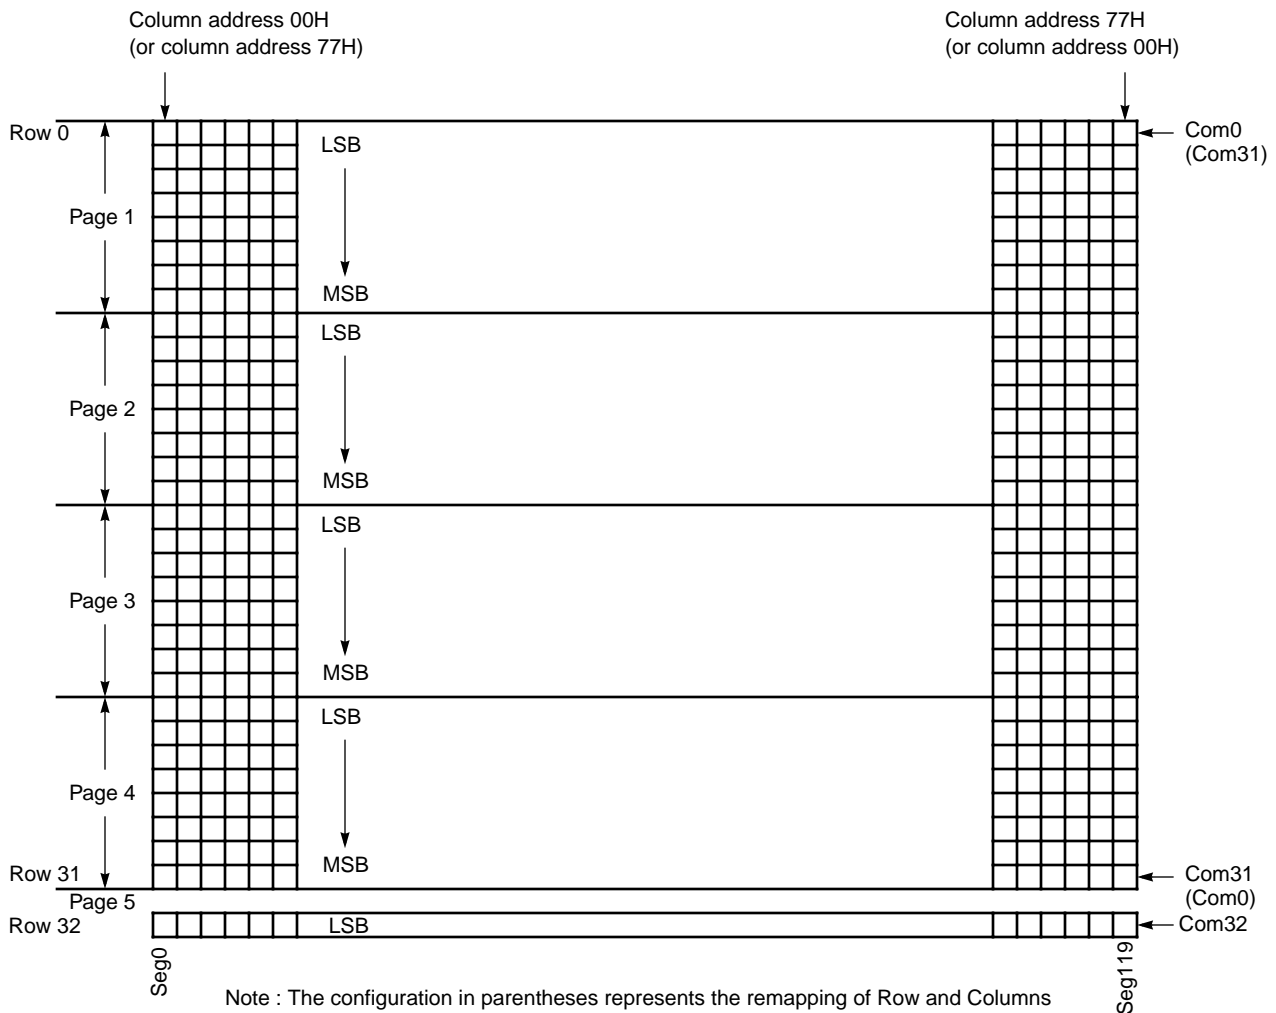 Column address 00H
(or column address 77H)
Column address 77H
(or column address 00H)
Row 0
LSB
Com0
(Com31)
Page 1
MSB
LSB
Page 2
MSB
LSB
Page 3
MSB
LSB
Page 4
MSB
Row 31
Com31
(Com0)
Page 5
Row 32
LSB
Com32
Seg0
Seg119
Note : The configuration in parentheses represents the remapping of Row and Columns